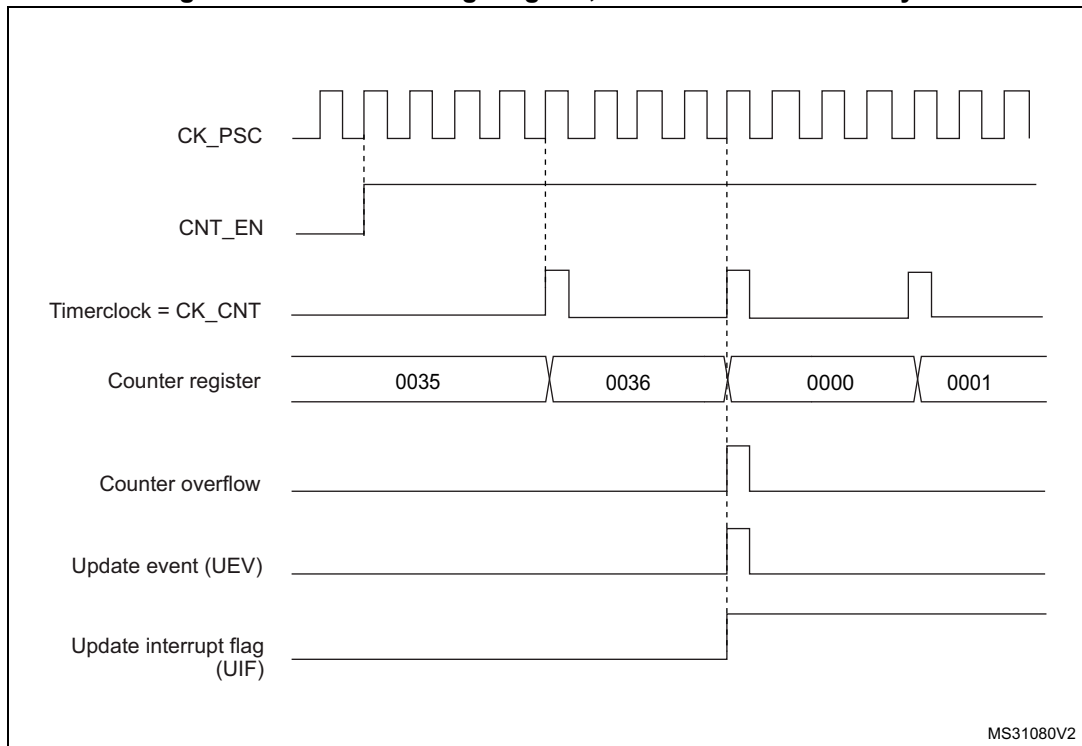 CK_PSC
CNT_EN
Timerclock = CK_CNT
Counter register
0035
0036
0000
0001
Counter overflow
Update event (UEV)
Update interrupt flag
(UIF)
MS31080V2